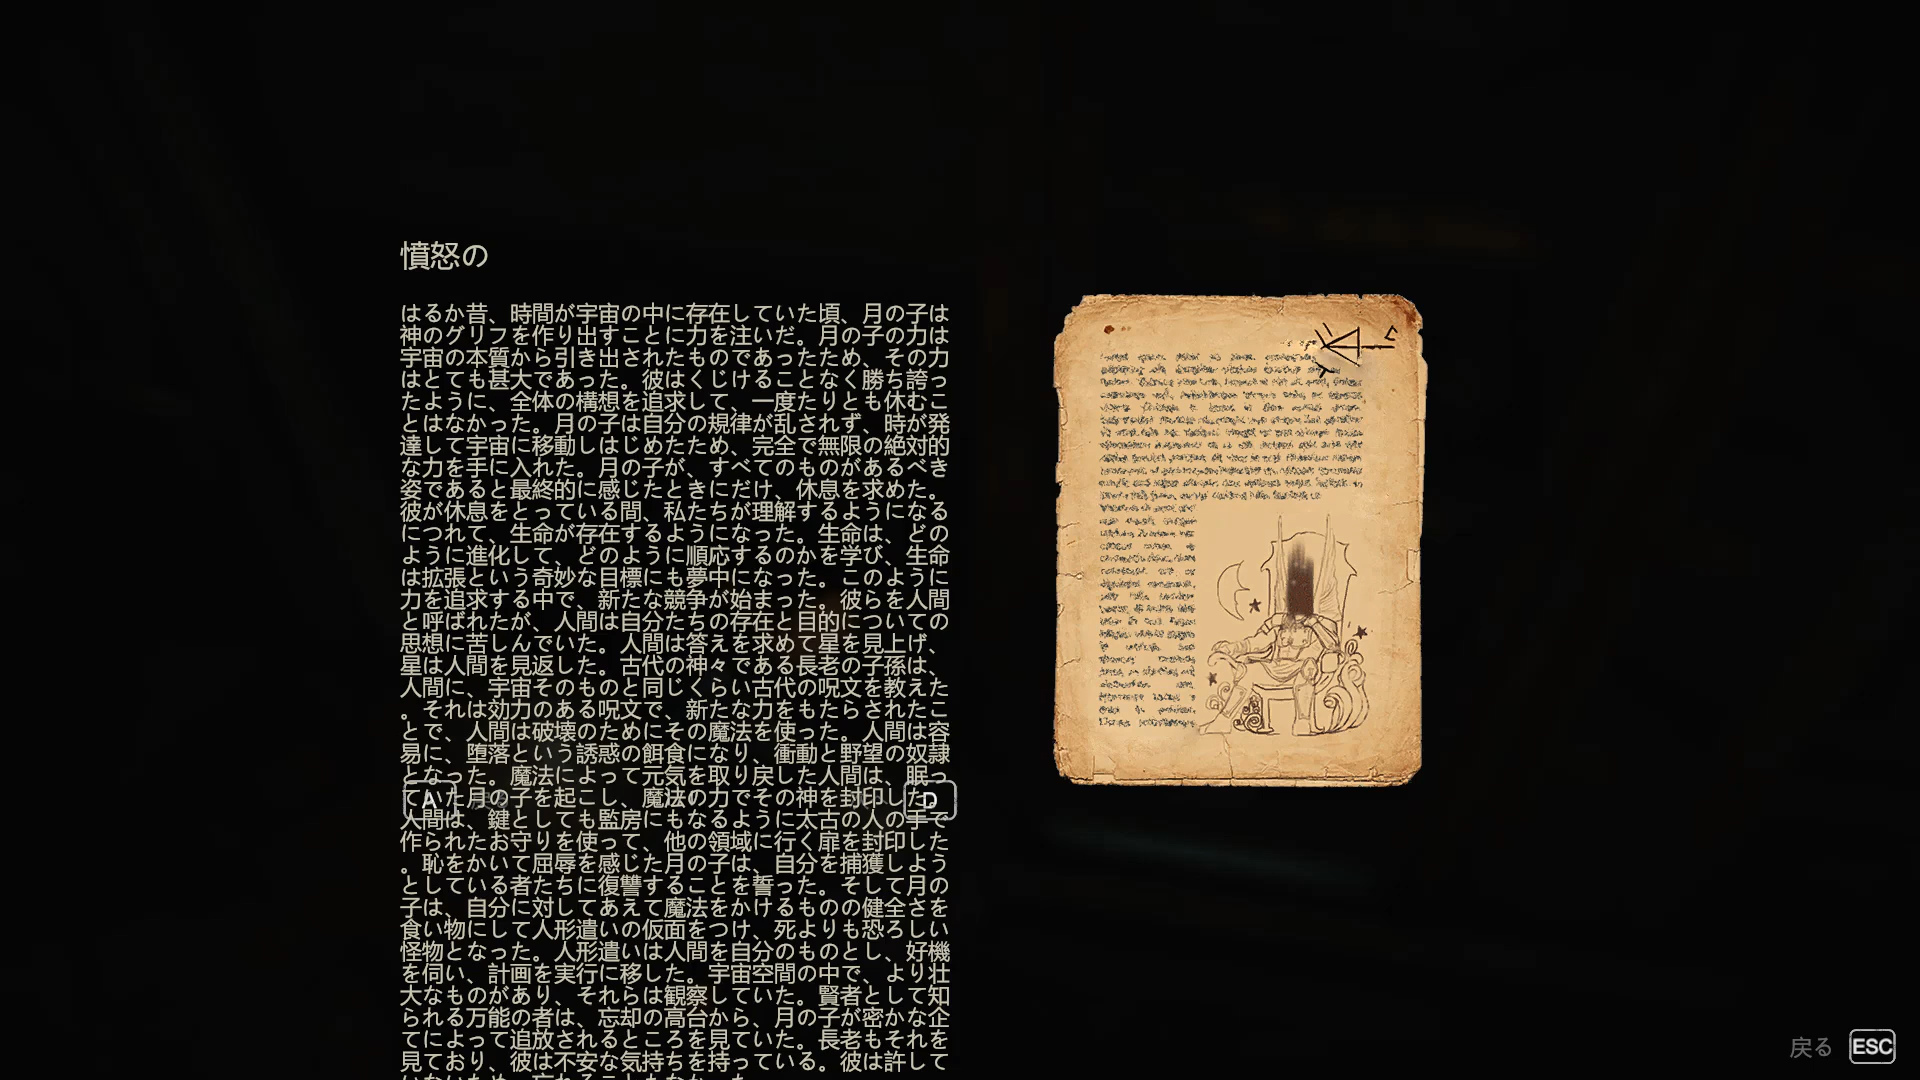 憤怒の
はるか昔、時間が宇宙の中に存在していた頃、月の子は
神のグリフを作り出すことに力を注いだ。月の子の力は
宇宙の本質から引き出されたものであったため、その力
はとても甚大であった。彼はくじけることなく勝ち誇っ
たように、全体の構想を追求して、一度たりとも休むこ
とはなかった。月の子は自分の規律が乱されず、時が発
達して宇宙に移動しはじめたため、完全で無限の絶対的
な力を手に入れた。月の子が、すべてのものがあるべき
姿であると最終的に感じたときにだけ、休息を求めた。
彼が休息をとっている間、私たちが理解するようになる
につれて、生命が存在するようになった。生命は、どの
ように進化して、どのように順応するのかを学び、生命
は拡張という奇妙な目標にも夢中になった。このように
力を追求する中で、新たな競争が始まった。彼らを人間
と呼ばれたが、人間は自分たちの存在と目的についての
思想に苦しんでいた。人間は答えを求めて星を見上げ、
星は人間を見返した。古代の神々である長老の子孫は、
人間に、宇宙そのものと同じくらい古代の呪文を教えた
。それは効力のある呪文で、新たな力をもたらされたこ
とで、人間は破壊のためにその魔法を使った。人間は容
易に、堕落という誘惑の餌食になり、衝動と野望の奴隷
となった。魔法によって元気を取り戻した人間は、眠っ
ていた月の子を起こし、魔法の力でその神を封印した。
人間は、鍵としても監房にもなるように太古の人の手で
作られたお守りを使って、他の領域に行く扉を封印した
。恥をかいて屈辱を感じた月の子は、自分を捕獲しよう
としている者たちに復讐することを誓った。そして月の
子は、自分に対してあえて魔法をかけるものの健全さを
食い物にして人形遣いの仮面をつけ、死よりも恐ろしい
怪物となった。人形遣いは人間を自分のものとし、好機
を伺い、計画を実行に移した。宇宙空間の中で、より壮
大なものがあり、それらは観察していた。賢者として知
られる万能の者は、忘却の高台から、月の子が密かな企
てによって追放されるところを見ていた。長老もそれを
見ており、彼は不安な気持ちを持っている。彼は許して
A
D
戻る ESC